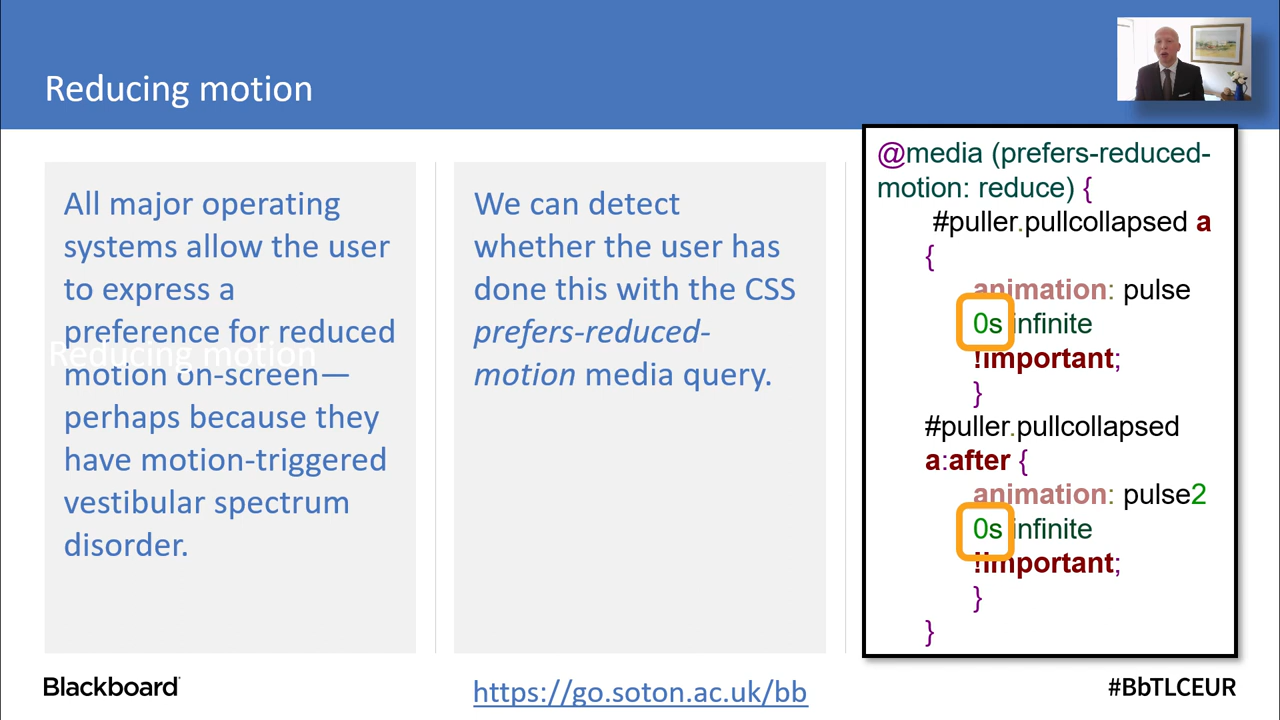 Reducing motion
All major operating
systems allow the user
to express a
preference for reduced
Reducing motion
motion on-screen—
perhaps because they
have motion-triggered
vestibular spectrum
disorder.
We can detect
whether the user has
done this with the CSS
prefers-reduced-
motion media query.
@media (prefers-reduced-
motion: reduce) {
#puller.pullcollapsed a
{
animation: pulse
0s infinite
!important;
}
#puller.pullcollapsed
a:after {
animation: pulse2
0s infinite
!important;
}
}
Blackboard
https://go.soton.ac.uk/bb
#BbTLCEUR